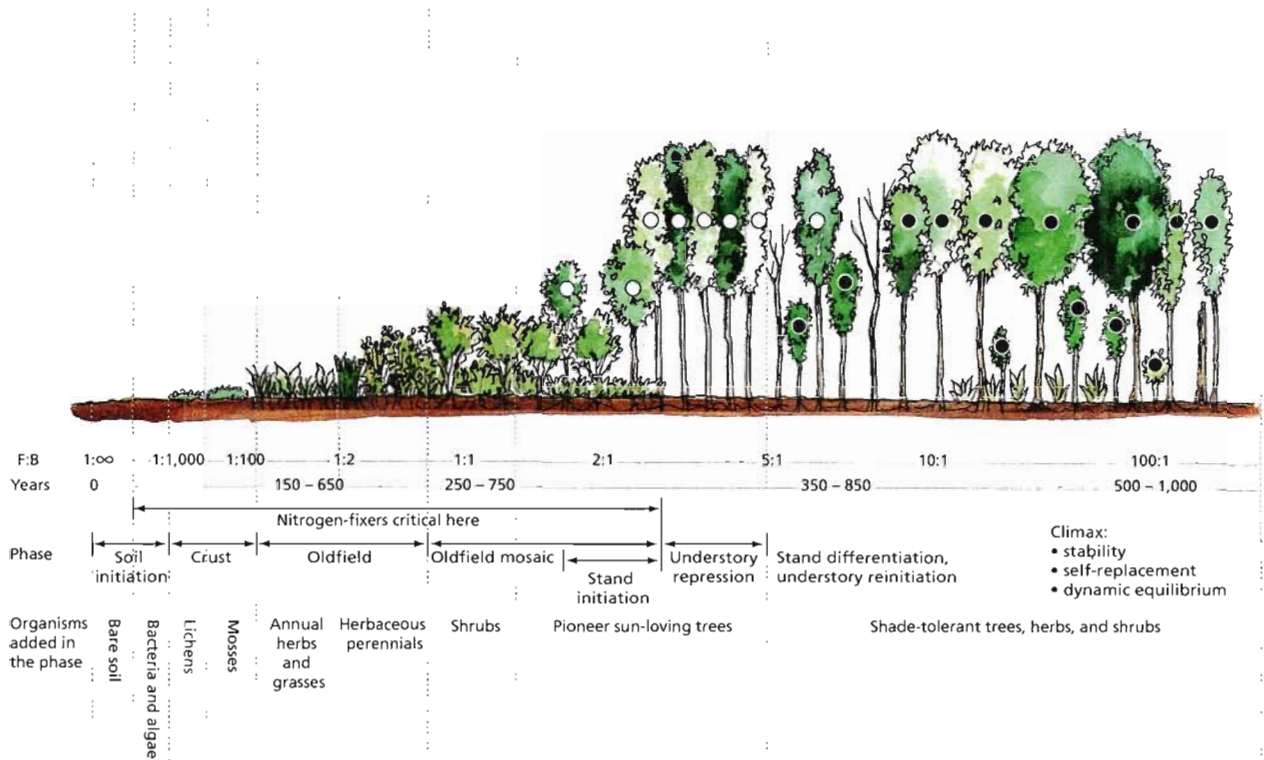 F:B 1:∞ 1:1,000 1:100 1:2 1:1 2:1 5:1 10:1 100:1
Years 0 150 – 650 250 – 750 350 – 850 500 – 1,000
Nitrogen-fixers critical here
Phase
Soil
initiation
Crust
Oldfield
Oldfield mosaic
Stand
initiation
Understory
repression
Stand differentiation,
understory reinitiation
Climax:
• stability
• self-replacement
• dynamic equilibrium
Organisms
added in
the phase
Bare soil
Bacteria and algae
Lichens
Mosses
Annual
herbs
and
grasses
Herbaceous
perennials
Shrubs
Pioneer sun-loving trees
Shade-tolerant trees, herbs, and shrubs